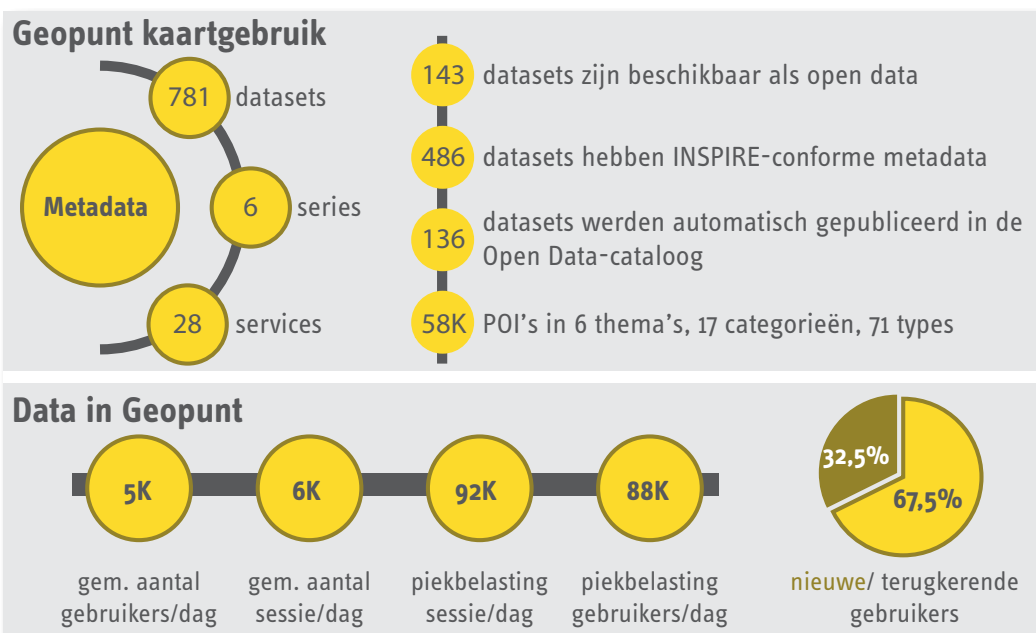 Geopunt kaartgebruik
Metadata
781 datasets
6 series
28 services
143 datasets zijn beschikbaar als open data
486 datasets hebben INSPIRE-conforme metadata
136 datasets werden automatisch gepubliceerd in de
Open Data-cataloog
58K POI's in 6 thema's, 17 categorieën, 71 types
Data in Geopunt
5K
gem. aantal
gebruikers/dag
6K
gem. aantal
sessie/dag
92K
piekbelasting
sessie/dag
88K
piekbelasting
gebruikers/dag
32,5%
67,5%
nieuwe/ terugkerende
gebruikers